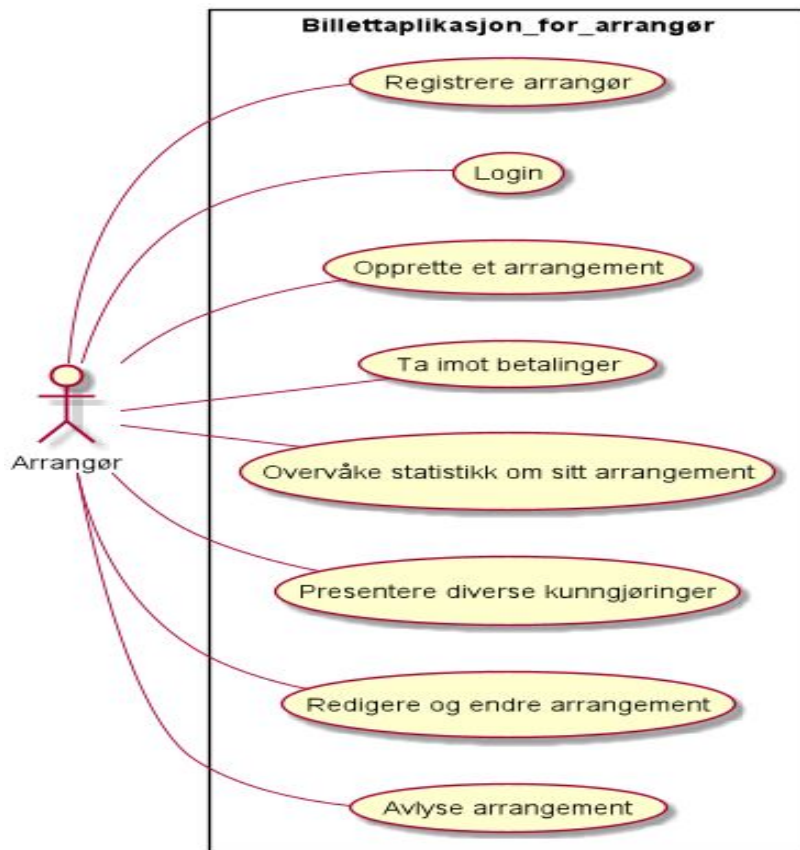 Billettaplikasjon_for_arrangør
Registrere arrangør
Login
Opprette et arrangement
Ta imot betalinger
Arrangør
Overvåke statistikk om sitt arrangement
Presentere diverse kunngjøringer
Redigere og endre arrangement
Avlyse arrangement